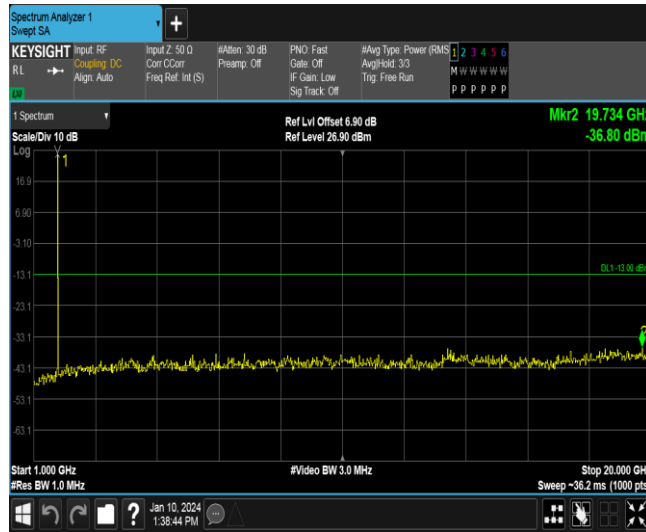 Spectrum Analyzer 1
Swept SA
+
KEYSIGHT
RL
LXI
Input: RF
Coupling: DC
Align: Auto
Input Z: 50 Ω
Corr CCorr
Freq Ref: Int (S)
#Atten: 30 dB
Preamp: Off
PNO: Fast
Gate: Off
IF Gain: Low
Sig Track: Off
#Avg Type: Power (RMS
Avg|Hold: 3/3
Trig: Free Run
1 2 3 4 5 6
M W W W W W
P P P P P P
1 Spectrum
Scale/Div 10 dB
Log
Ref Lvl Offset 6.90 dB
Ref Level 26.90 dBm
Mkr2 19.734 GHz
-36.80 dBm
1
16.9
6.90
-3.10
-13.1
DL1 -13.00 dBm
-23.1
-33.1
2
-43.1
-53.1
-63.1
Start 1.000 GHz
#Res BW 1.0 MHz
#Video BW 3.0 MHz
Stop 20.000 GHz
Sweep ~36.2 ms (1000 pts)
?
Jan 10, 2024
1:38:44 PM